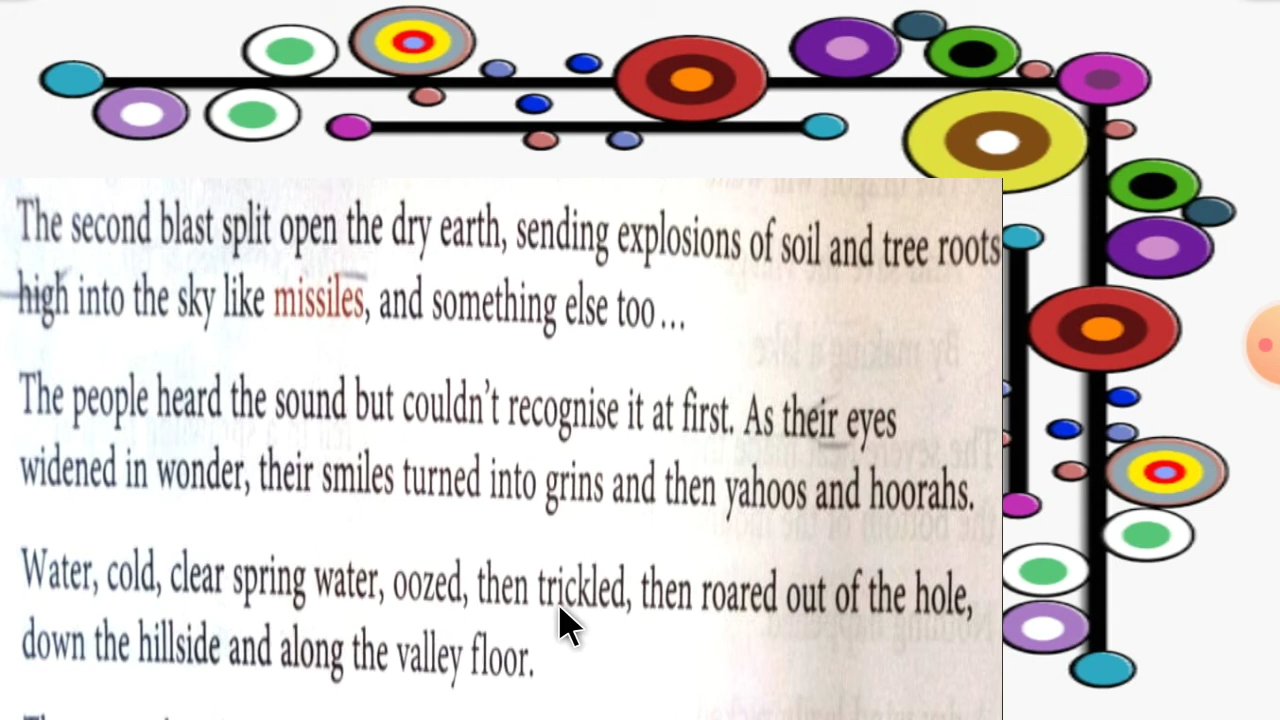 The second blast split open the dry earth, sending explosions of soil and tree roots
high into the sky like missiles, and something else too...
The people heard the sound but couldn't recognise it at first. As their eyes
widened in wonder, their smiles turned into grins and then yahoos and hoorahs.
Water, cold, clear spring water, oozed, then trickled, then roared out of the hole,
down the hillside and along the valley floor.